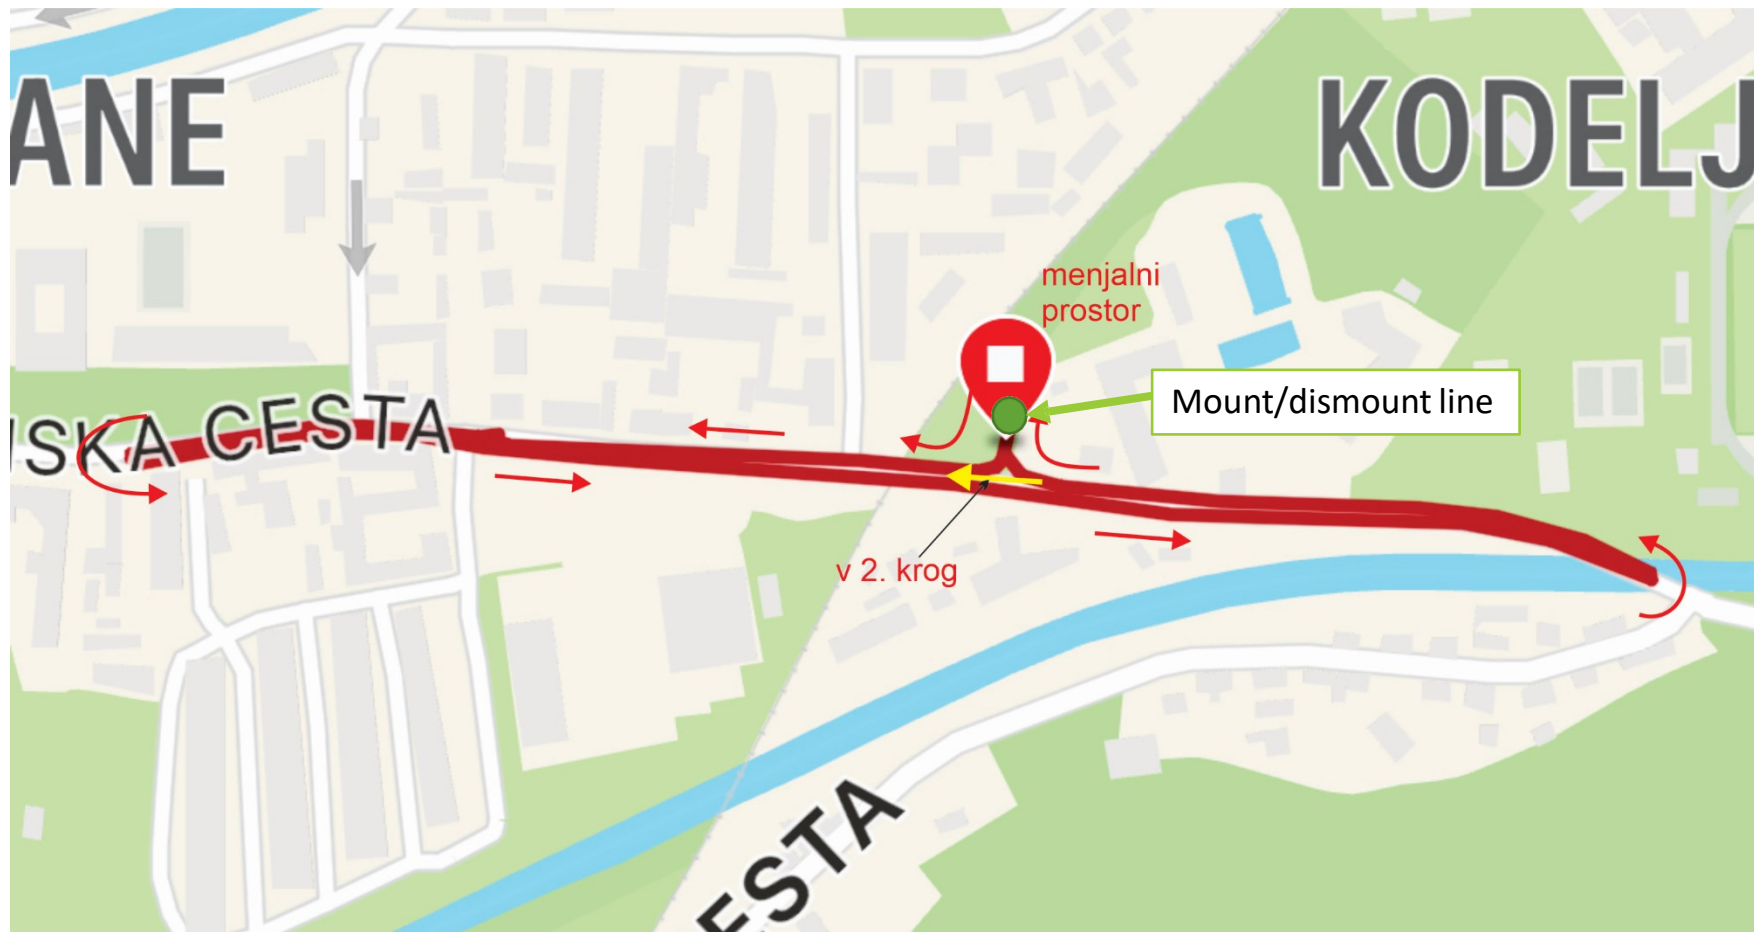 ANE
KODELJ
menjalni
prostor
Mount/dismount line
SKA CESTA
v 2. krog
ESTA